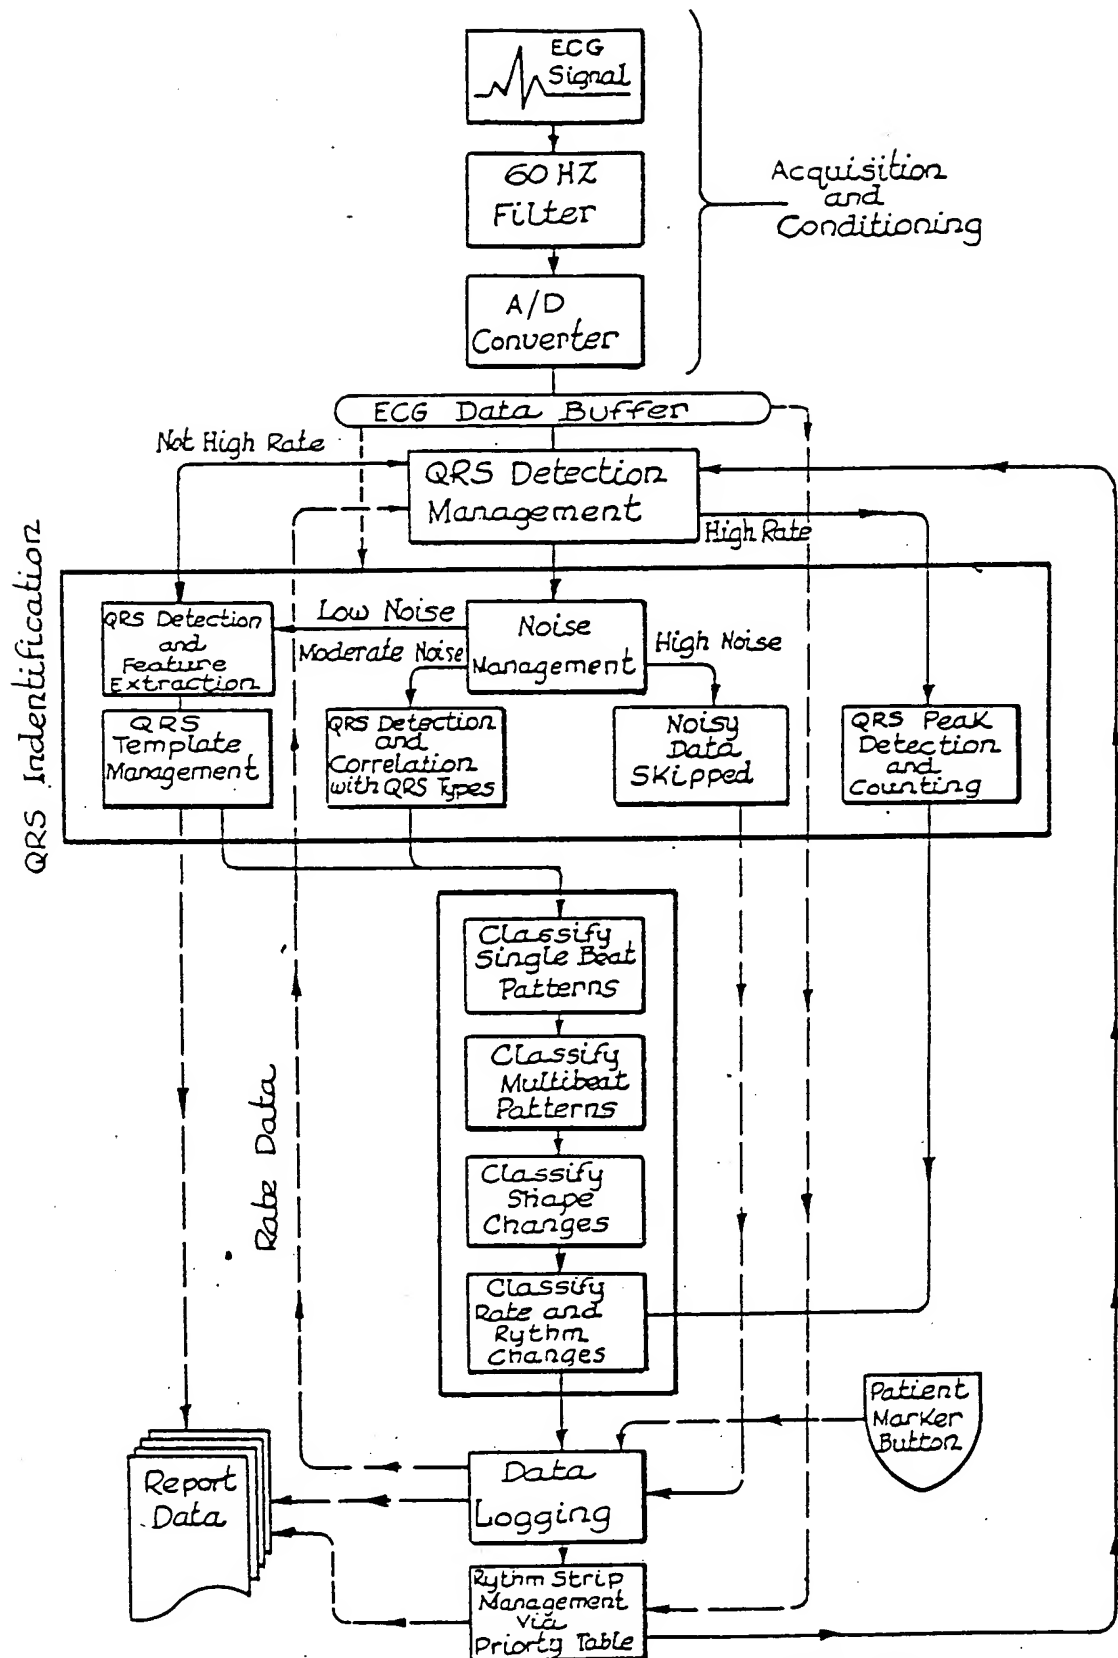 ECG
Signal
60 HZ
Filter
A/D
Converter
Acquisition
and
Conditioning
ECG Data Buffer
Not High Rate
QRS Detection
Management
High Rate
QRS Indentification
QRS Detection
and
Feature
Extraction
Low Noise
Moderate Noise
Noise
Management
High Noise
QRS
Template
Management
QRS Detection
and
Correlation
with QRS Types
Noisy
Data
Skipped
QRS Peak
Detection
and
Counting
Classify
Single Beat
Patterns
Classify
Multibeat
Patterns
Rate Data
Classify
Shape
Changes
Classify
Rate and
Rythm
Changes
Patient
Marker
Button
Report
Data
Data
Logging
Rythm Strip
Management
Via
Priorty Table